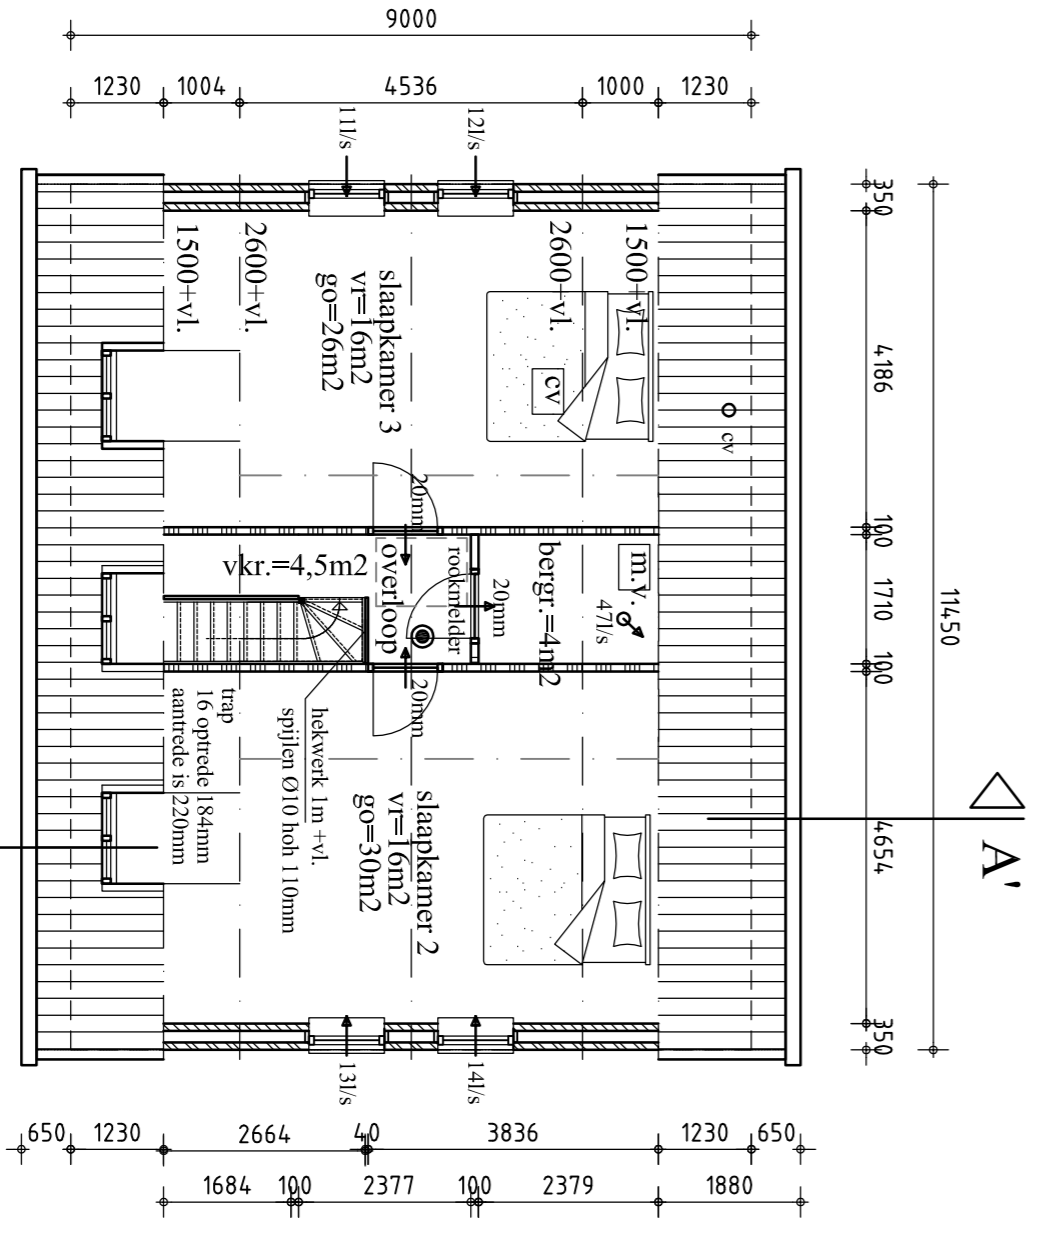 9000
1230
1004
4536
1000
1230
11l/s
12l/s
350
4186
100
1710
100
4654
350
11450
1500+vl.
2600+vl.
2600+vl.
1500+vl.
slaapkamer 3
vr=16m2
go=26m2
cv
cv
20mm
vkr.=4,5m2
overloop
rookmelder
20mm
bergr.=4m2
m.v.
47l/s
20mm
trap
16 optrede 184mm
aantrede is 220mm
hekwerk 1m +vl.
spijlen Ø10 hoh 110mm
slaapkamer 2
vr=16m2
go=30m2
A'
13l/s
14l/s
650
1230
2664
40
3836
1230
650
1684
100
2377
100
2379
1880